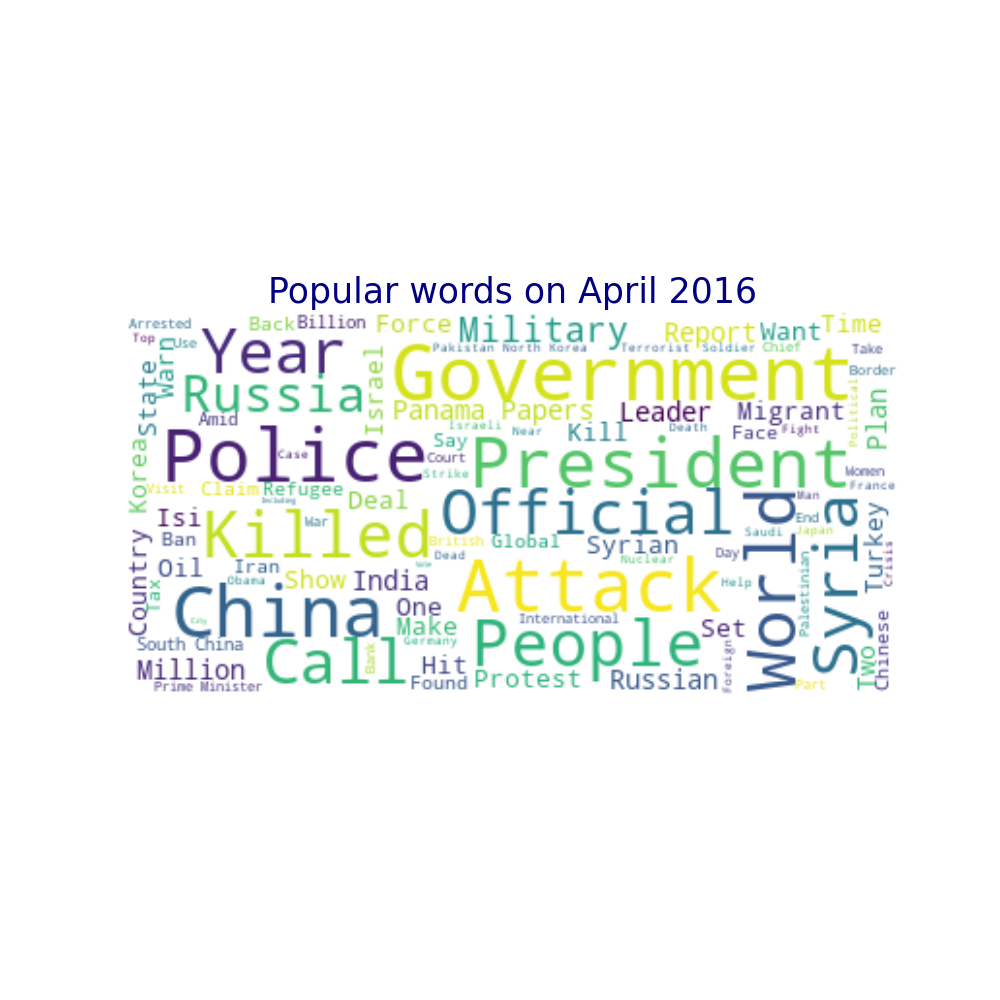 Popular words on April 2016
Arrested
Top
Use
Back
Billion
Force
Military
Report
Want
Time
Year
Pakistan
North Korea
Terrorist
Soldier
Chief
Take
Government
Border
Warn
State
Russia
Israel
Panama Papers
Leader
Migrant
Political
Plan
Amid
Israeli
Near
Kill
Death
Face
Fight
Police
Case
Say
Court
Strike
President
Women
France
Korea
Visit
Claim
Refugee
Including
Deal
Official
World
Man
Syria
Isi
Ban
Killed
War
British
Dead
Global
Syrian
Nuclear
Day
Saudi
End
Japan
Turkey
Crisis
Country
Oil
Iran
Obama
Show
India
Vote
Attack
Help
Palestinian
Tax
China
City
One
Make
Germany
International
People
Set
Chinese
South China
Call
Bank
Hit
Foreign
Two
Million
Prime Minister
Found
Protest
Russian
Part